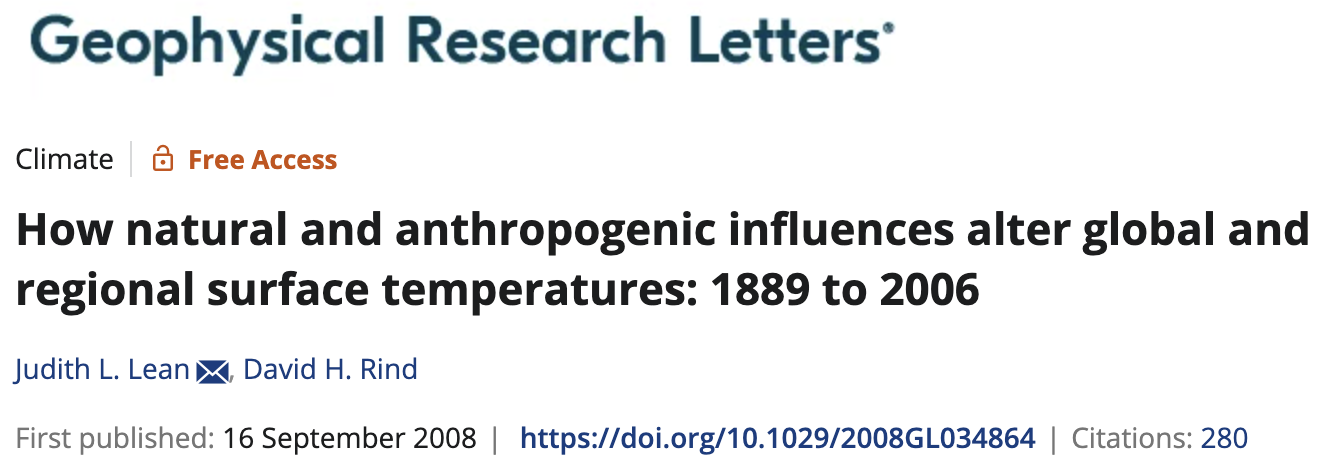 Geophysical Research Letters®
Climate | Free Access
How natural and anthropogenic influences alter global and
regional surface temperatures: 1889 to 2006
Judith L. Lean, David H. Rind
First published: 16 September 2008 | https://doi.org/10.1029/2008GL034864 | Citations: 280